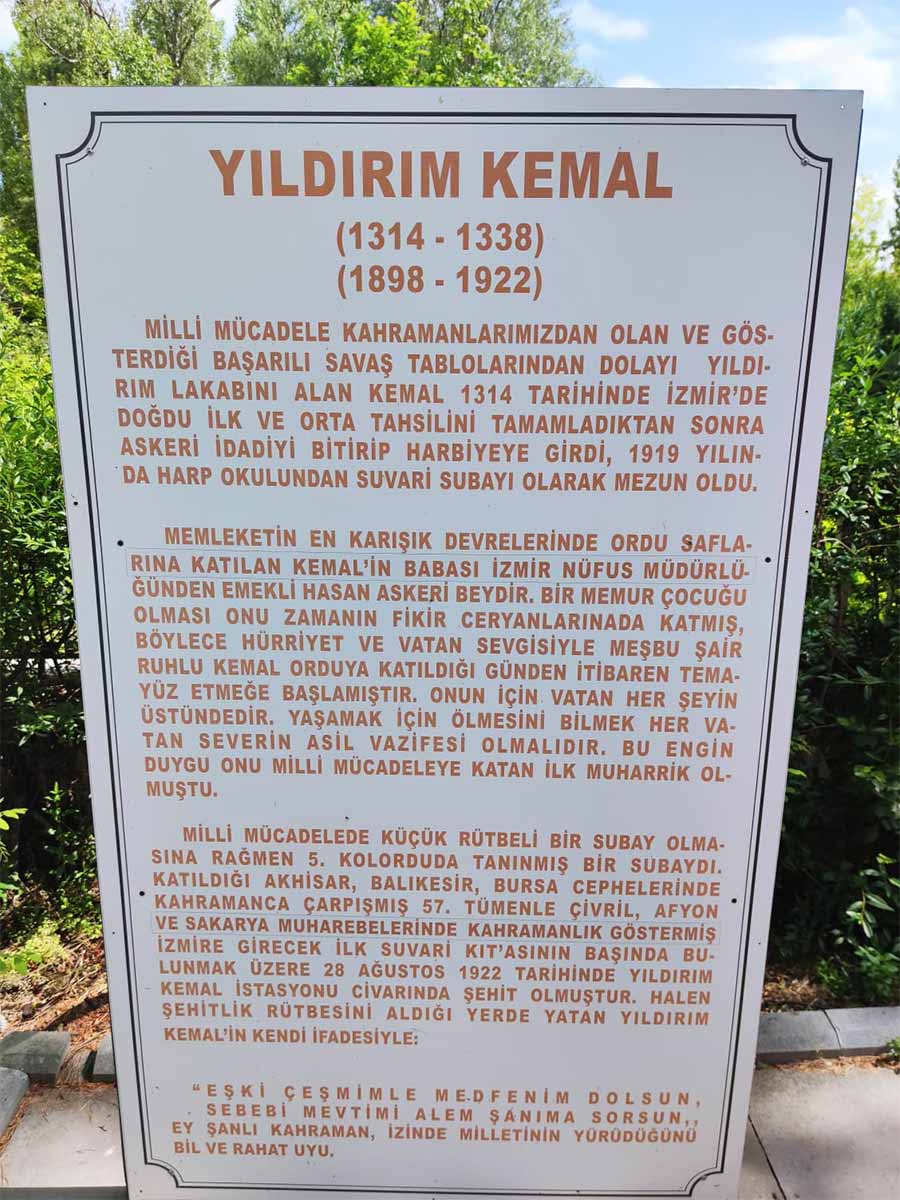 YILDIRIM KEMAL
(1314 - 1338)
(1898 - 1922)
MİLLİ MÜCADELE KAHRAMANLARIMIZDAN OLAN VE GÖS-
TERDİĞİ BAŞARILI SAVAŞ TABLOLARINDAN DOLAYI YILDI-
RIM LAKABINI ALAN KEMAL 1314 TARİHİNDE İZMİR'DE
DOĞDU İLK VE ORTA TAHSİLİNİ TAMAMLADIKTAN SONRA
ASKERİ İDADİYİ BİTİRİP HARBİYEYE GİRDİ, 1919 YILIN-
DA HARP OKULUNDAN SUVARİ SUBAYI OLARAK MEZUN OLDU.
MEMLEKETİN EN KARIŞIK DEVRELERİNDE ORDU SAFLA-
RINA KATILAN KEMAL'İN BABASI İZMİR NÜFUS MÜDÜRLÜ-
ĞÜNDEN EMEKLİ HASAN ASKERİ BEYDİR. BİR MEMUR ÇOCUĞU
OLMASI ONU ZAMANIN FİKİR CERYANLARINADA KATMIŞ,
BÖYLECE HÜRRİYET VE VATAN SEVGİSİYLE MEŞBU ŞAİR
RUHLU KEMAL ORDUYA KATILDIĞI GÜNDEN İTİBAREN TEMA-
YÜZ ETMEĞE BAŞLAMIŞTIR. ONUN İÇİN VATAN HER ŞEYİN
ÜSTÜNDEDİR. YAŞAMAK İÇİN ÖLMESİNİ BİLMEK HER VA-
TAN SEVERİN ASİL VAZİFESİ OLMALIDIR. BU ENGİN
DUYGU ONU MİLLİ MÜCADELEYE KATAN İLK MUHARRİK OL-
MUŞTU.
MİLLİ MÜCADELEDE KÜÇÜK RÜTBELİ BİR SUBAY OLMA-
SINA RAĞMEN 5. KOLORDUDA TANINMIŞ BİR SUBAYDI.
KATILDIĞI AKHİSAR, BALIKESİR, BURSA CEPHELERİNDE
KAHRAMANCA ÇARPIŞMIŞ 57. TÜMENLE ÇİVRİL, AFYON
VE SAKARYA MUHAREBELERİNDE KAHRAMANLIK GÖSTERMİŞ
İZMİRE GİRECEK İLK SUVARİ KIT'ASININ BAŞINDA BU-
LUNMAK ÜZERE 28 AĞUSTOS 1922 TARİHİNDE YILDIRIM
KEMAL İSTASYONU CİVARINDA ŞEHİT OLMUŞTUR. HALEN
ŞEHİTLİK RÜTBESİNİ ALDIĞI YERDE YATAN YILDIRIM
KEMAL'İN KENDİ İFADESİYLE:
"EŞKİ ÇEŞMİMLE MEDFENİM DOLSUN,
SEBEBİ MEVTİMİ ALEM ŞANIMA SORSUN,,
EY ŞANLI KAHRAMAN, İZİNDE MİLLETİNİN YÜRÜDÜĞÜNÜ
BİL VE RAHAT UYU.